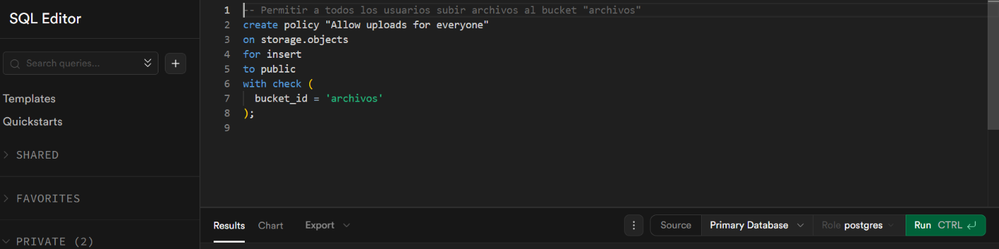 SQL Editor
Search queries...
Templates
Quickstarts
SHARED
FAVORITES
PRIVATE (2)
1 -- Permitir a todos los usuarios subir archivos al bucket "archivos"
2 create policy "Allow uploads for everyone"
3 on storage.objects
4 for insert
5 to public
6 with check (
7 bucket_id = 'archivos'
8 );
9
Results Chart Export Source Primary Database Role postgres Run CTRL